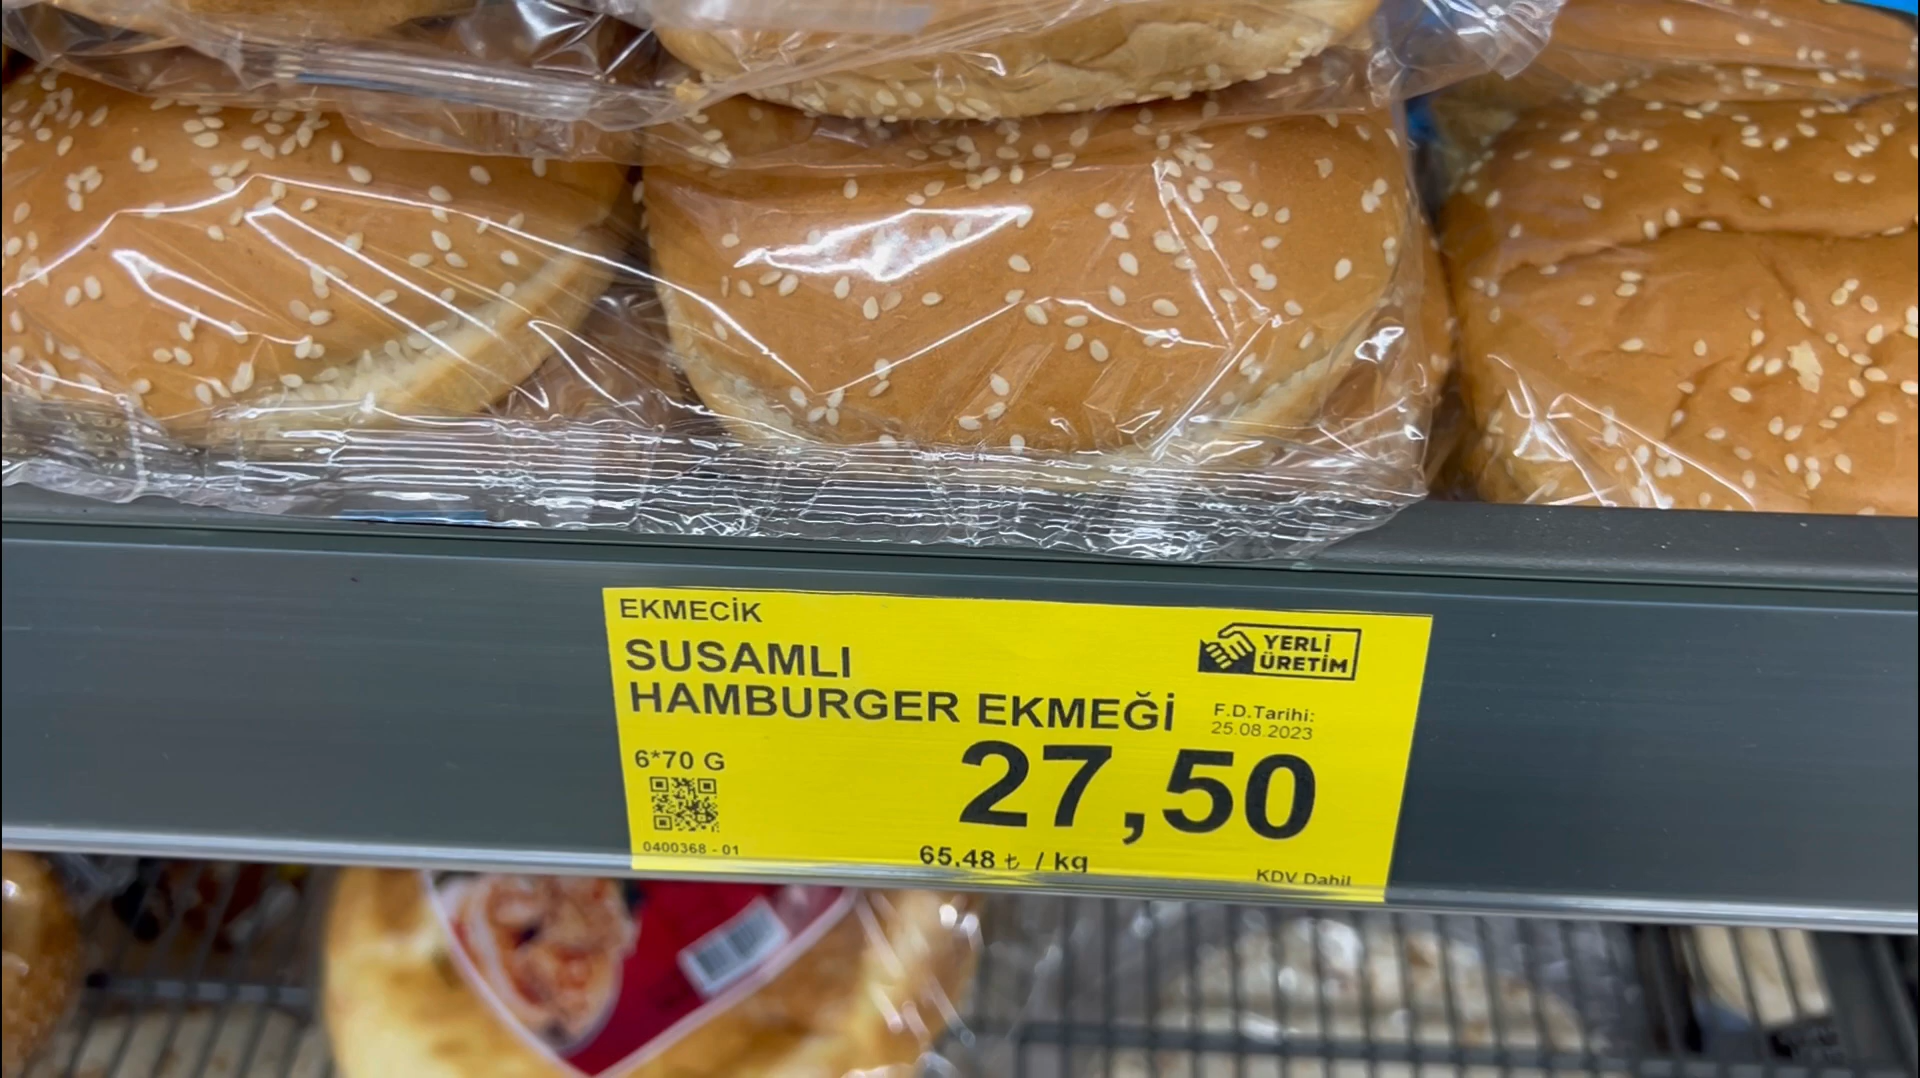 EKMECİK
SUSAMLI
HAMBURGER EKMEĞİ
YERLİ
ÜRETİM
F.D.Tarihi:
25.08.2023
6*70 G
27,50
0400368 - 01
65,48 ₺ / kg
KDV Dahil